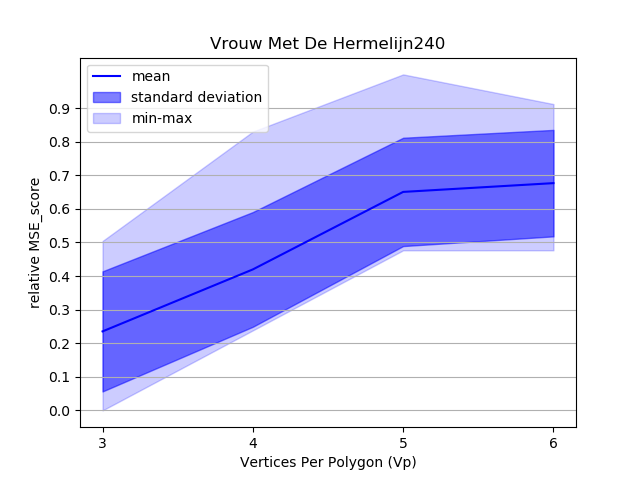 Vrouw Met De Hermelijn240
mean
standard deviation
min-max
relative MSE_score
0.9
0.8
0.7
0.6
0.5
0.4
0.3
0.2
0.1
0.0
3 4 5 6
Vertices Per Polygon (Vp)